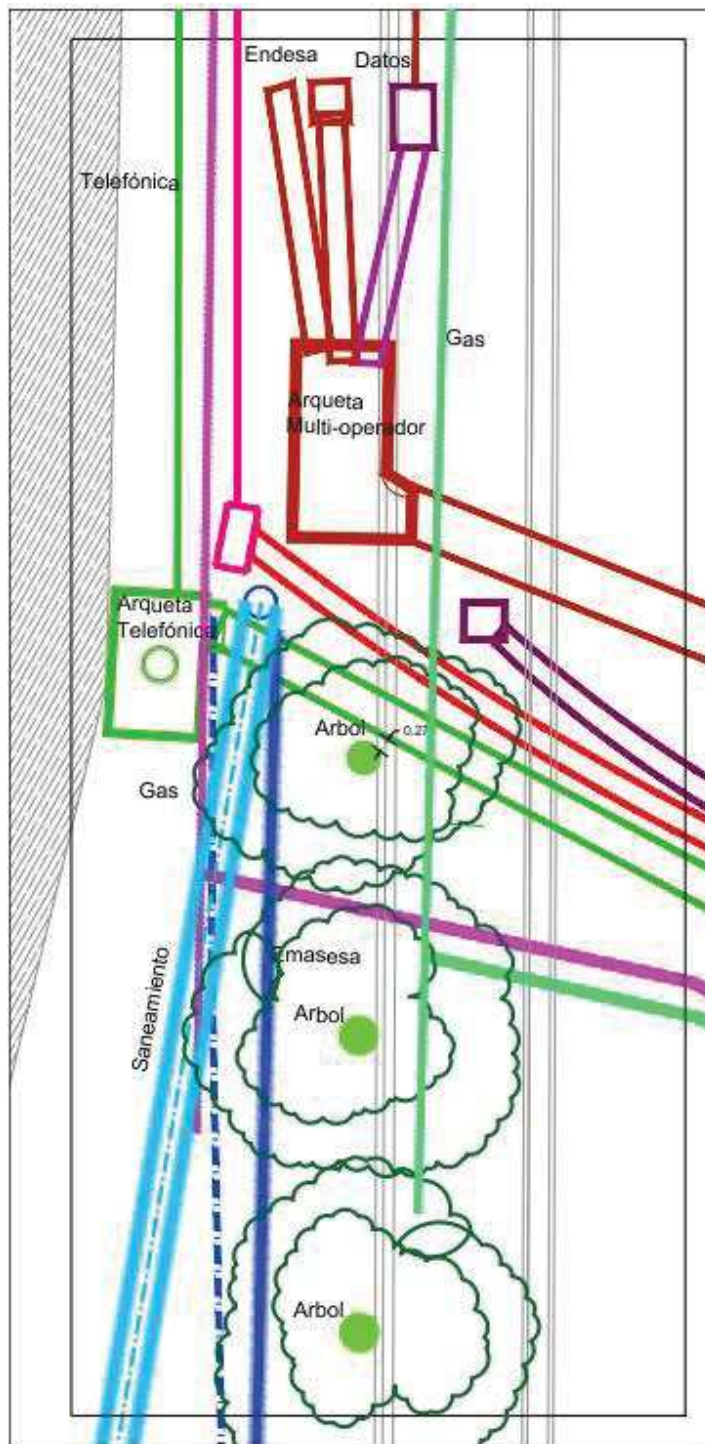 Endesa
Datos
Telefónica
Gas
Arqueta
Multi-operador
Arqueta
Telefónica
Arbol
0,27
Gas
Emasesa
Saneamiento
Arbol
Arbol